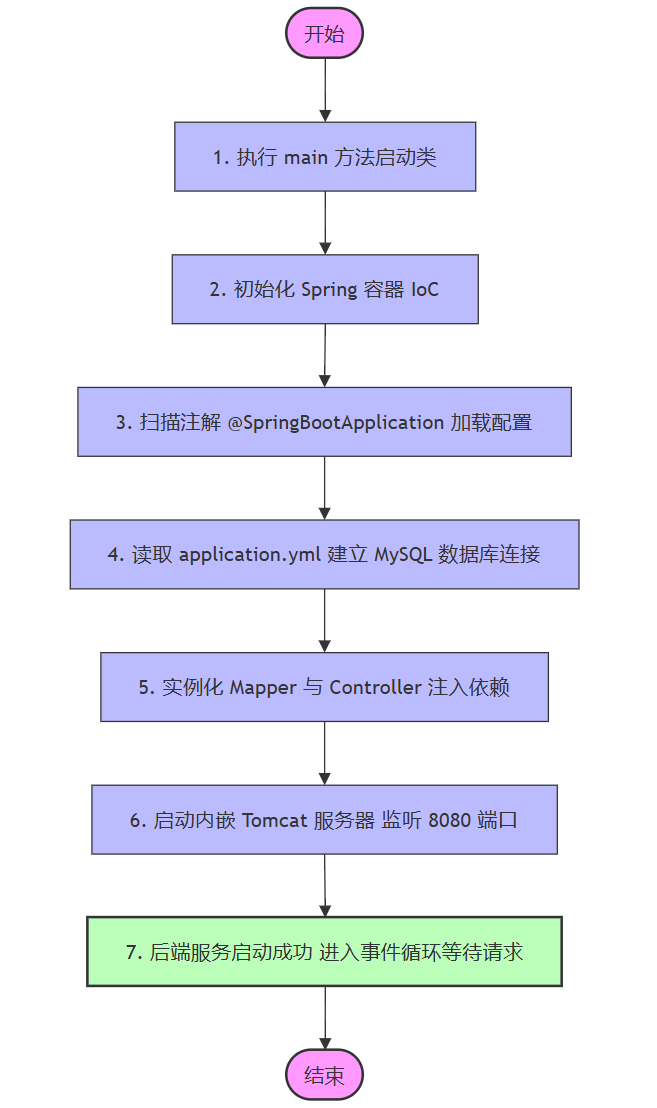 开始
1. 执行 main 方法启动类
2. 初始化 Spring 容器 IoC
3. 扫描注解 @SpringBootApplication 加载配置
4. 读取 application.yml 建立 MySQL 数据库连接
5. 实例化 Mapper 与 Controller 注入依赖
6. 启动内嵌 Tomcat 服务器 监听 8080 端口
7. 后端服务启动成功 进入事件循环等待请求
结束